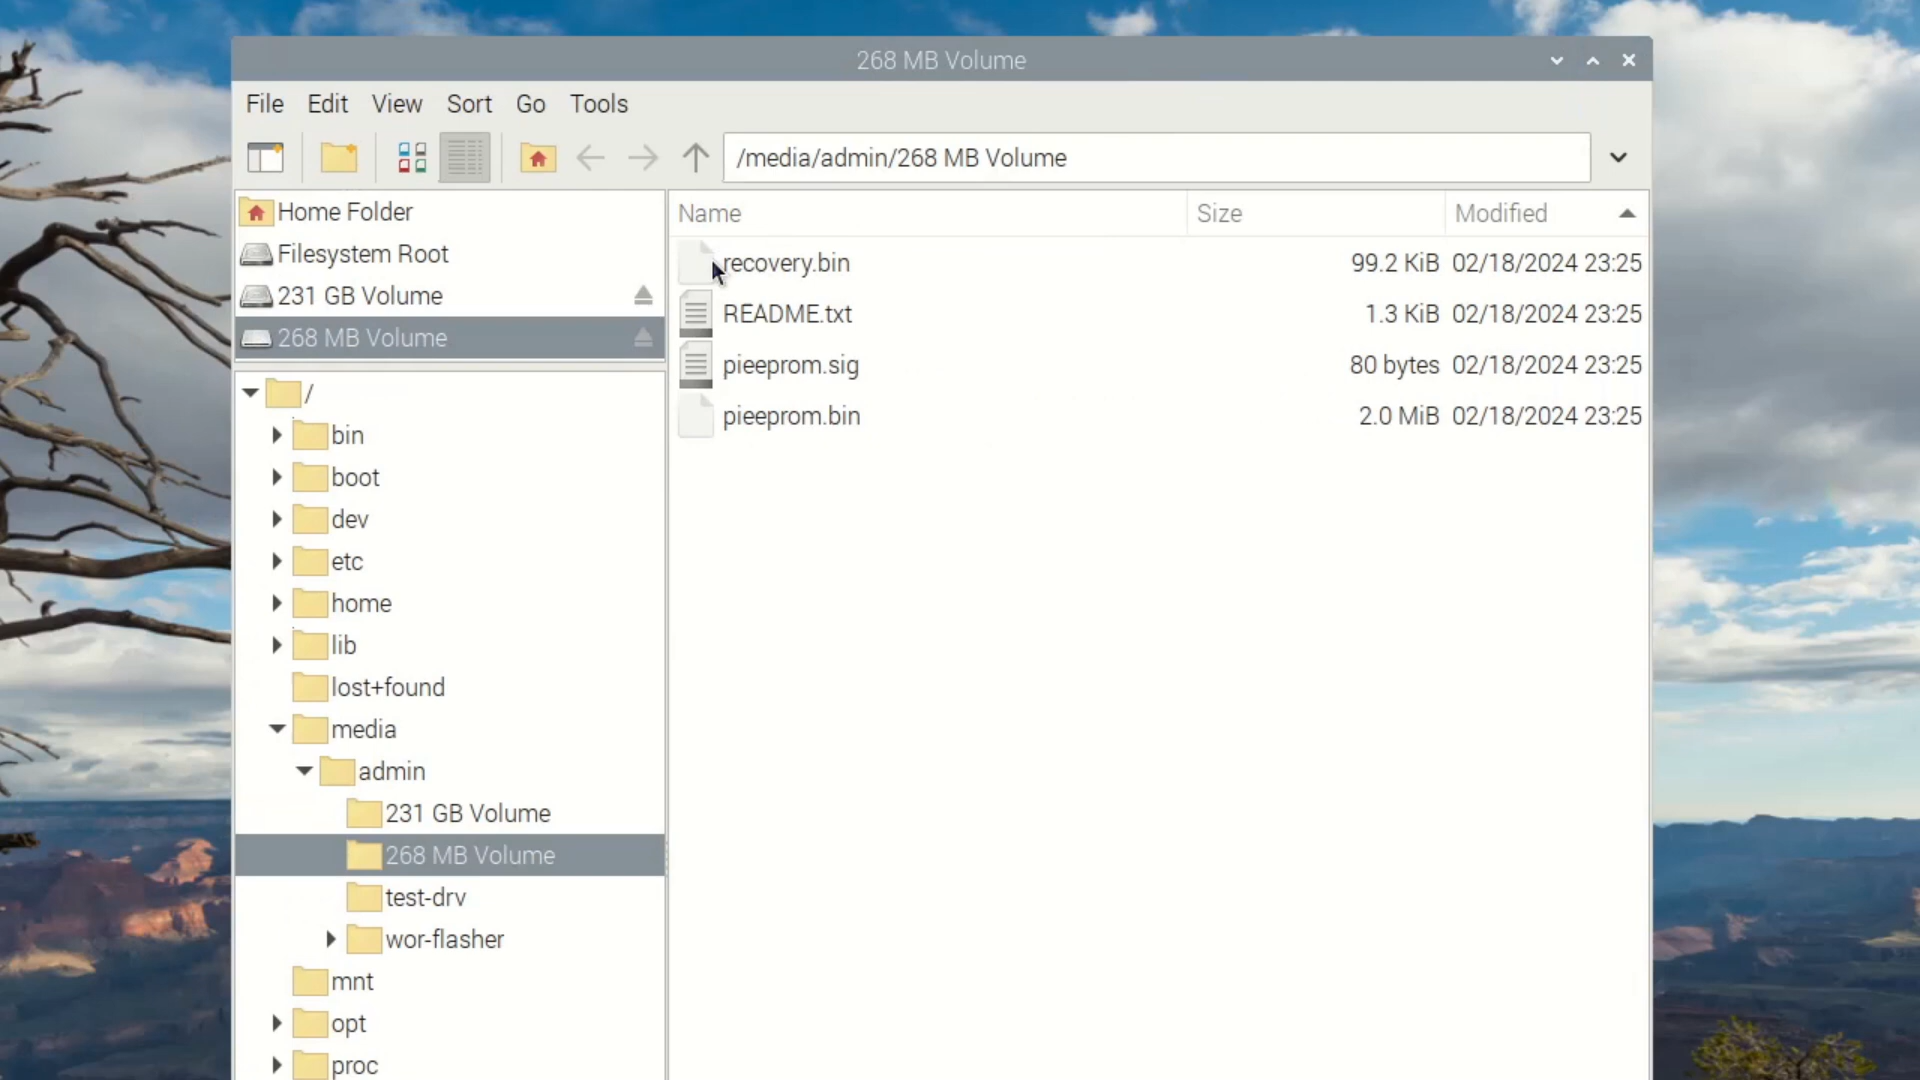 268 MB Volume
File Edit View Sort Go Tools
/media/admin/268 MB Volume
Home Folder
Filesystem Root
231 GB Volume
268 MB Volume
/
bin
boot
dev
etc
home
lib
lost+found
media
admin
231 GB Volume
268 MB Volume
test-drv
wor-flasher
mnt
opt
proc
Name Size Modified
recovery.bin 99.2 KiB 02/18/2024 23:25
README.txt 1.3 KiB 02/18/2024 23:25
pieeprom.sig 80 bytes 02/18/2024 23:25
pieeprom.bin 2.0 MiB 02/18/2024 23:25